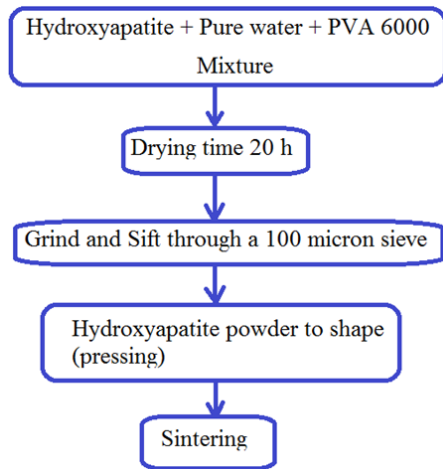 Hydroxyapatite + Pure water + PVA 6000
Mixture
Drying time 20 h
Grind and Sift through a 100 micron sieve
Hydroxyapatite powder to shape
(pressing)
Sintering